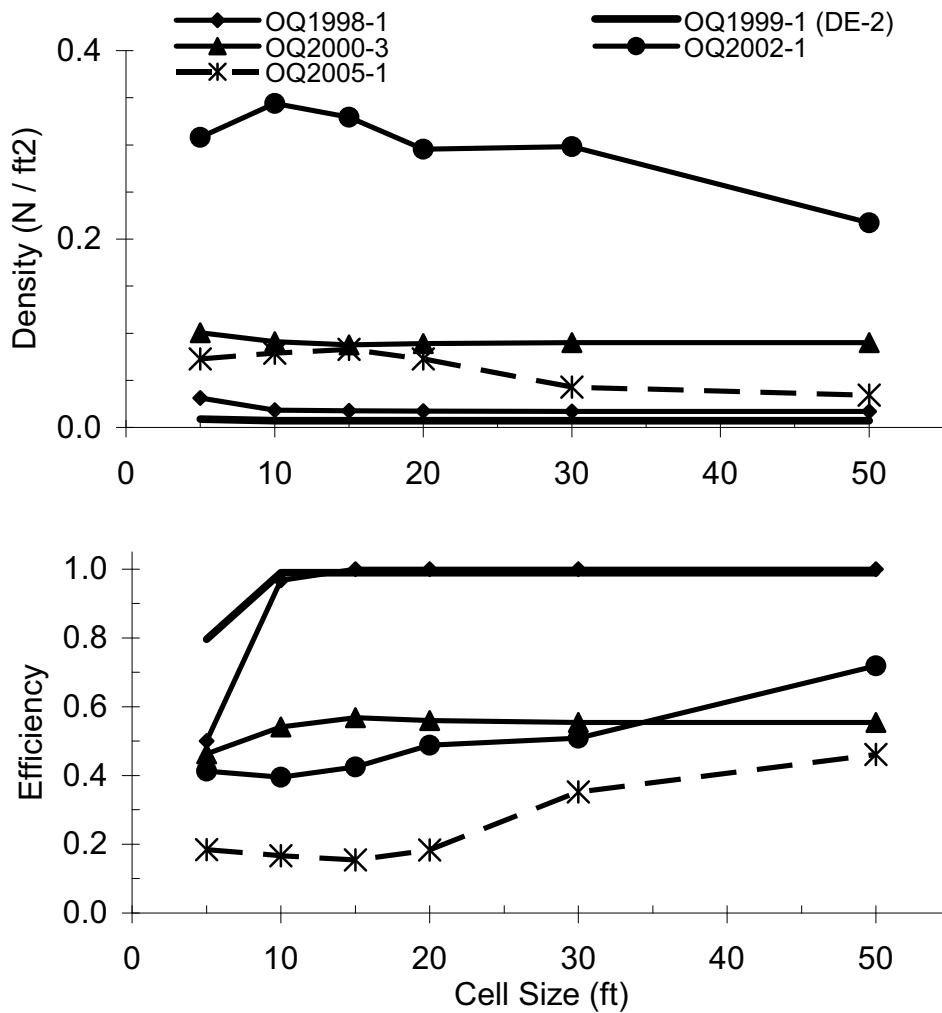 OQ1998-1 OQ1999-1 (DE-2)
OQ2000-3 OQ2002-1
OQ2005-1
0.4
0.2
0.0
Density (N / ft2)
0 10 20 30 40 50
1.0
0.8
0.6
0.4
0.2
0.0
Efficiency
0 10 20 30 40 50
Cell Size (ft)